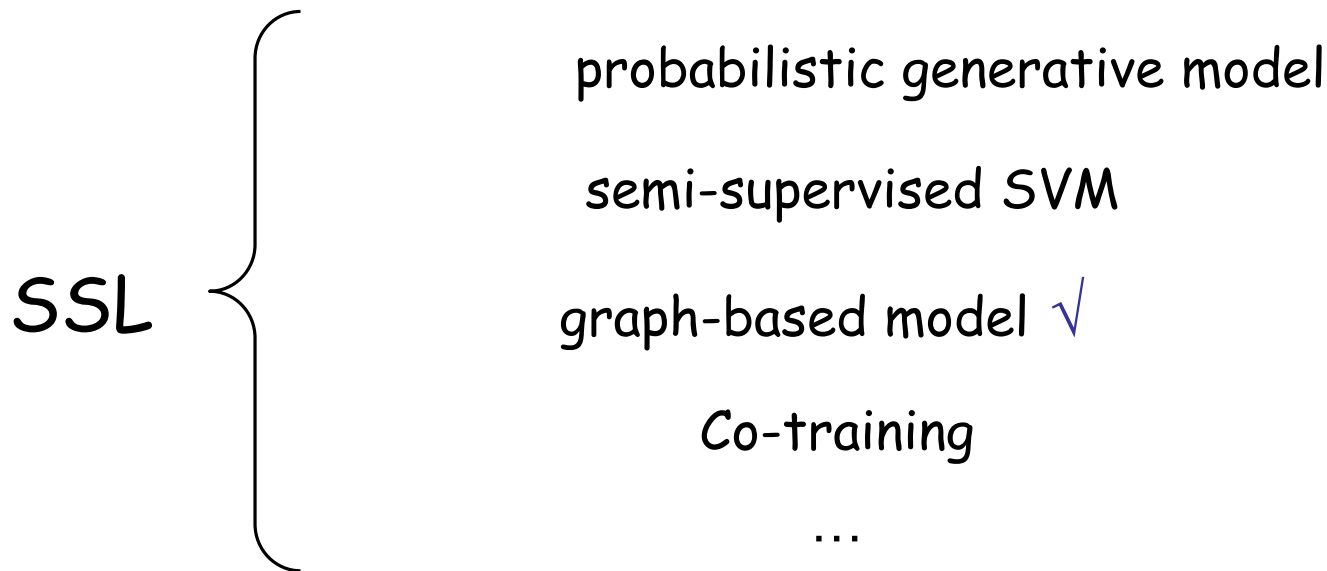 probabilistic generative model
semi-supervised SVM
SSL
graph-based model √
Co-training
...